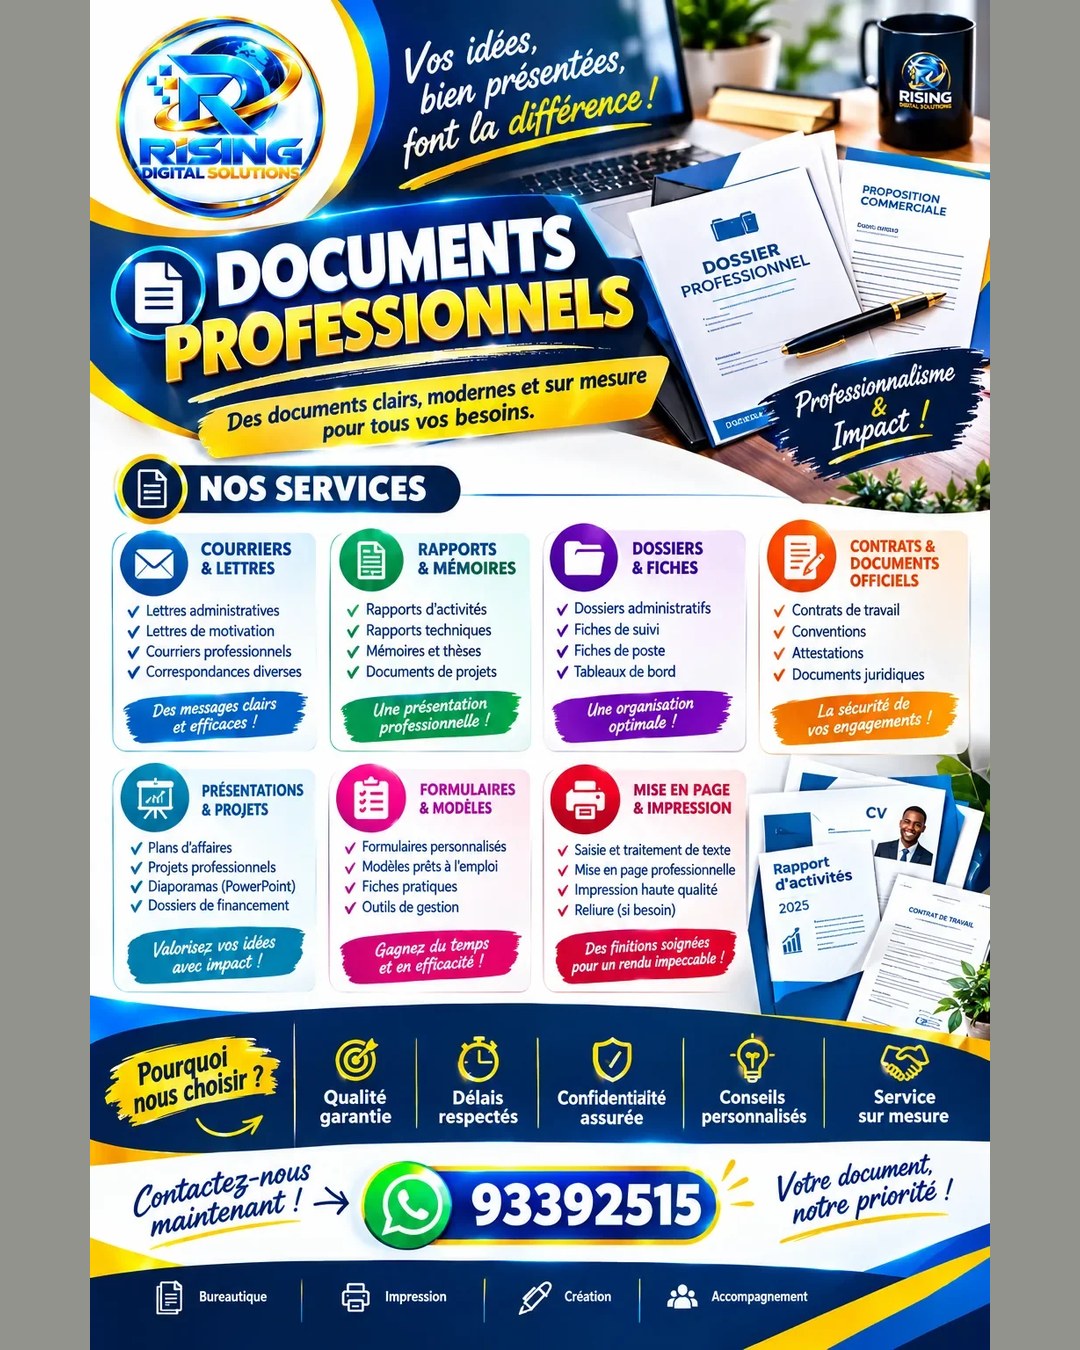 RISING
DIGITAL SOLUTIONS
Vos idées,
bien présentées,
font la différence !
RISING
DIGITAL SOLUTIONS
DOSSIER
PROFESSIONNEL
PROPOSITION
COMMERCIALE
DOCUMENTS
PROFESSIONNELS
Des documents clairs, modernes et sur mesure
pour tous vos besoins.
Professionnalisme
&
Impact !
NOS SERVICES
COURRIERS
& LETTRES
Lettres administratives
Lettres de motivation
Courriers professionnels
Correspondances diverses
Des messages clairs
et efficaces !
RAPPORTS
& MÉMOIRES
Rapports d'activités
Rapports techniques
Mémoires et thèses
Documents de projets
Une présentation
professionnelle !
DOSSIERS
& FICHES
Dossiers administratifs
Fiches de suivi
Fiches de poste
Tableaux de bord
Une organisation
optimale !
CONTRATS &
DOCUMENTS
OFFICIELS
Contrats de travail
Conventions
Attestations
Documents juridiques
La sécurité de
vos engagements !
PRÉSENTATIONS
& PROJETS
Plans d'affaires
Projets professionnels
Diaporamas (PowerPoint)
Dossiers de financement
Valorisez vos idées
avec impact !
FORMULAIRES
& MODÈLES
Formulaires personnalisés
Modèles prêts à l'emploi
Fiches pratiques
Outils de gestion
Gagnez du temps
et en efficacité !
MISE EN PAGE
& IMPRESSION
Saisie et traitement de texte
Mise en page professionnelle
Impression haute qualité
Reliure (si besoin)
Des finitions soignées
pour un rendu impeccable !
CV
Rapport
d'activités
2025
CONTRAT DE TRAVAIL
Pourquoi
nous choisir ?
Qualité
garantie
Délais
respectés
Confidentialité
assurée
Conseils
personnalisés
Service
sur mesure
Contactez-nous
maintenant !
93392515
Votre document,
notre priorité !
Bureautique
Impression
Création
Accompagnement